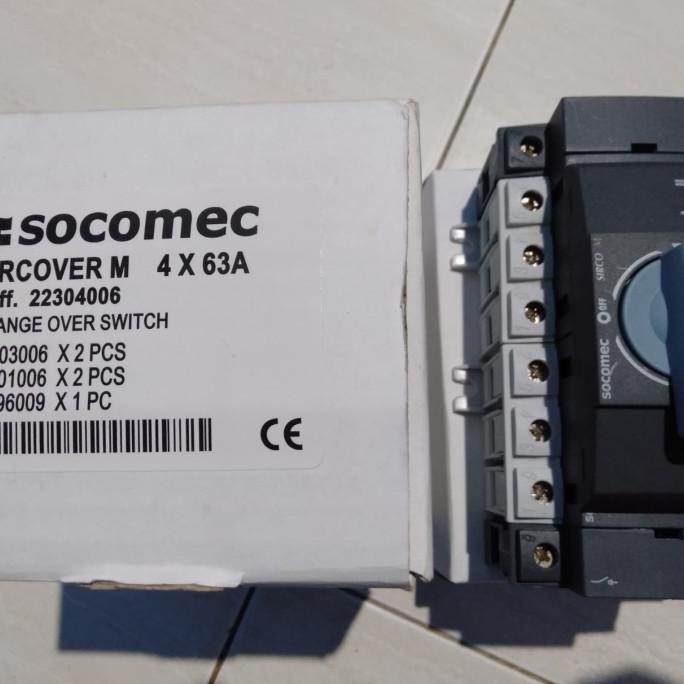 socomec
RCOVER M 4 X 63A
ff. 22304006
ANGE OVER SWITCH
03006 X 2 PCS
01006 X 2 PCS
96009 X 1 PC
CE
SIRCO M
OFF
socomec